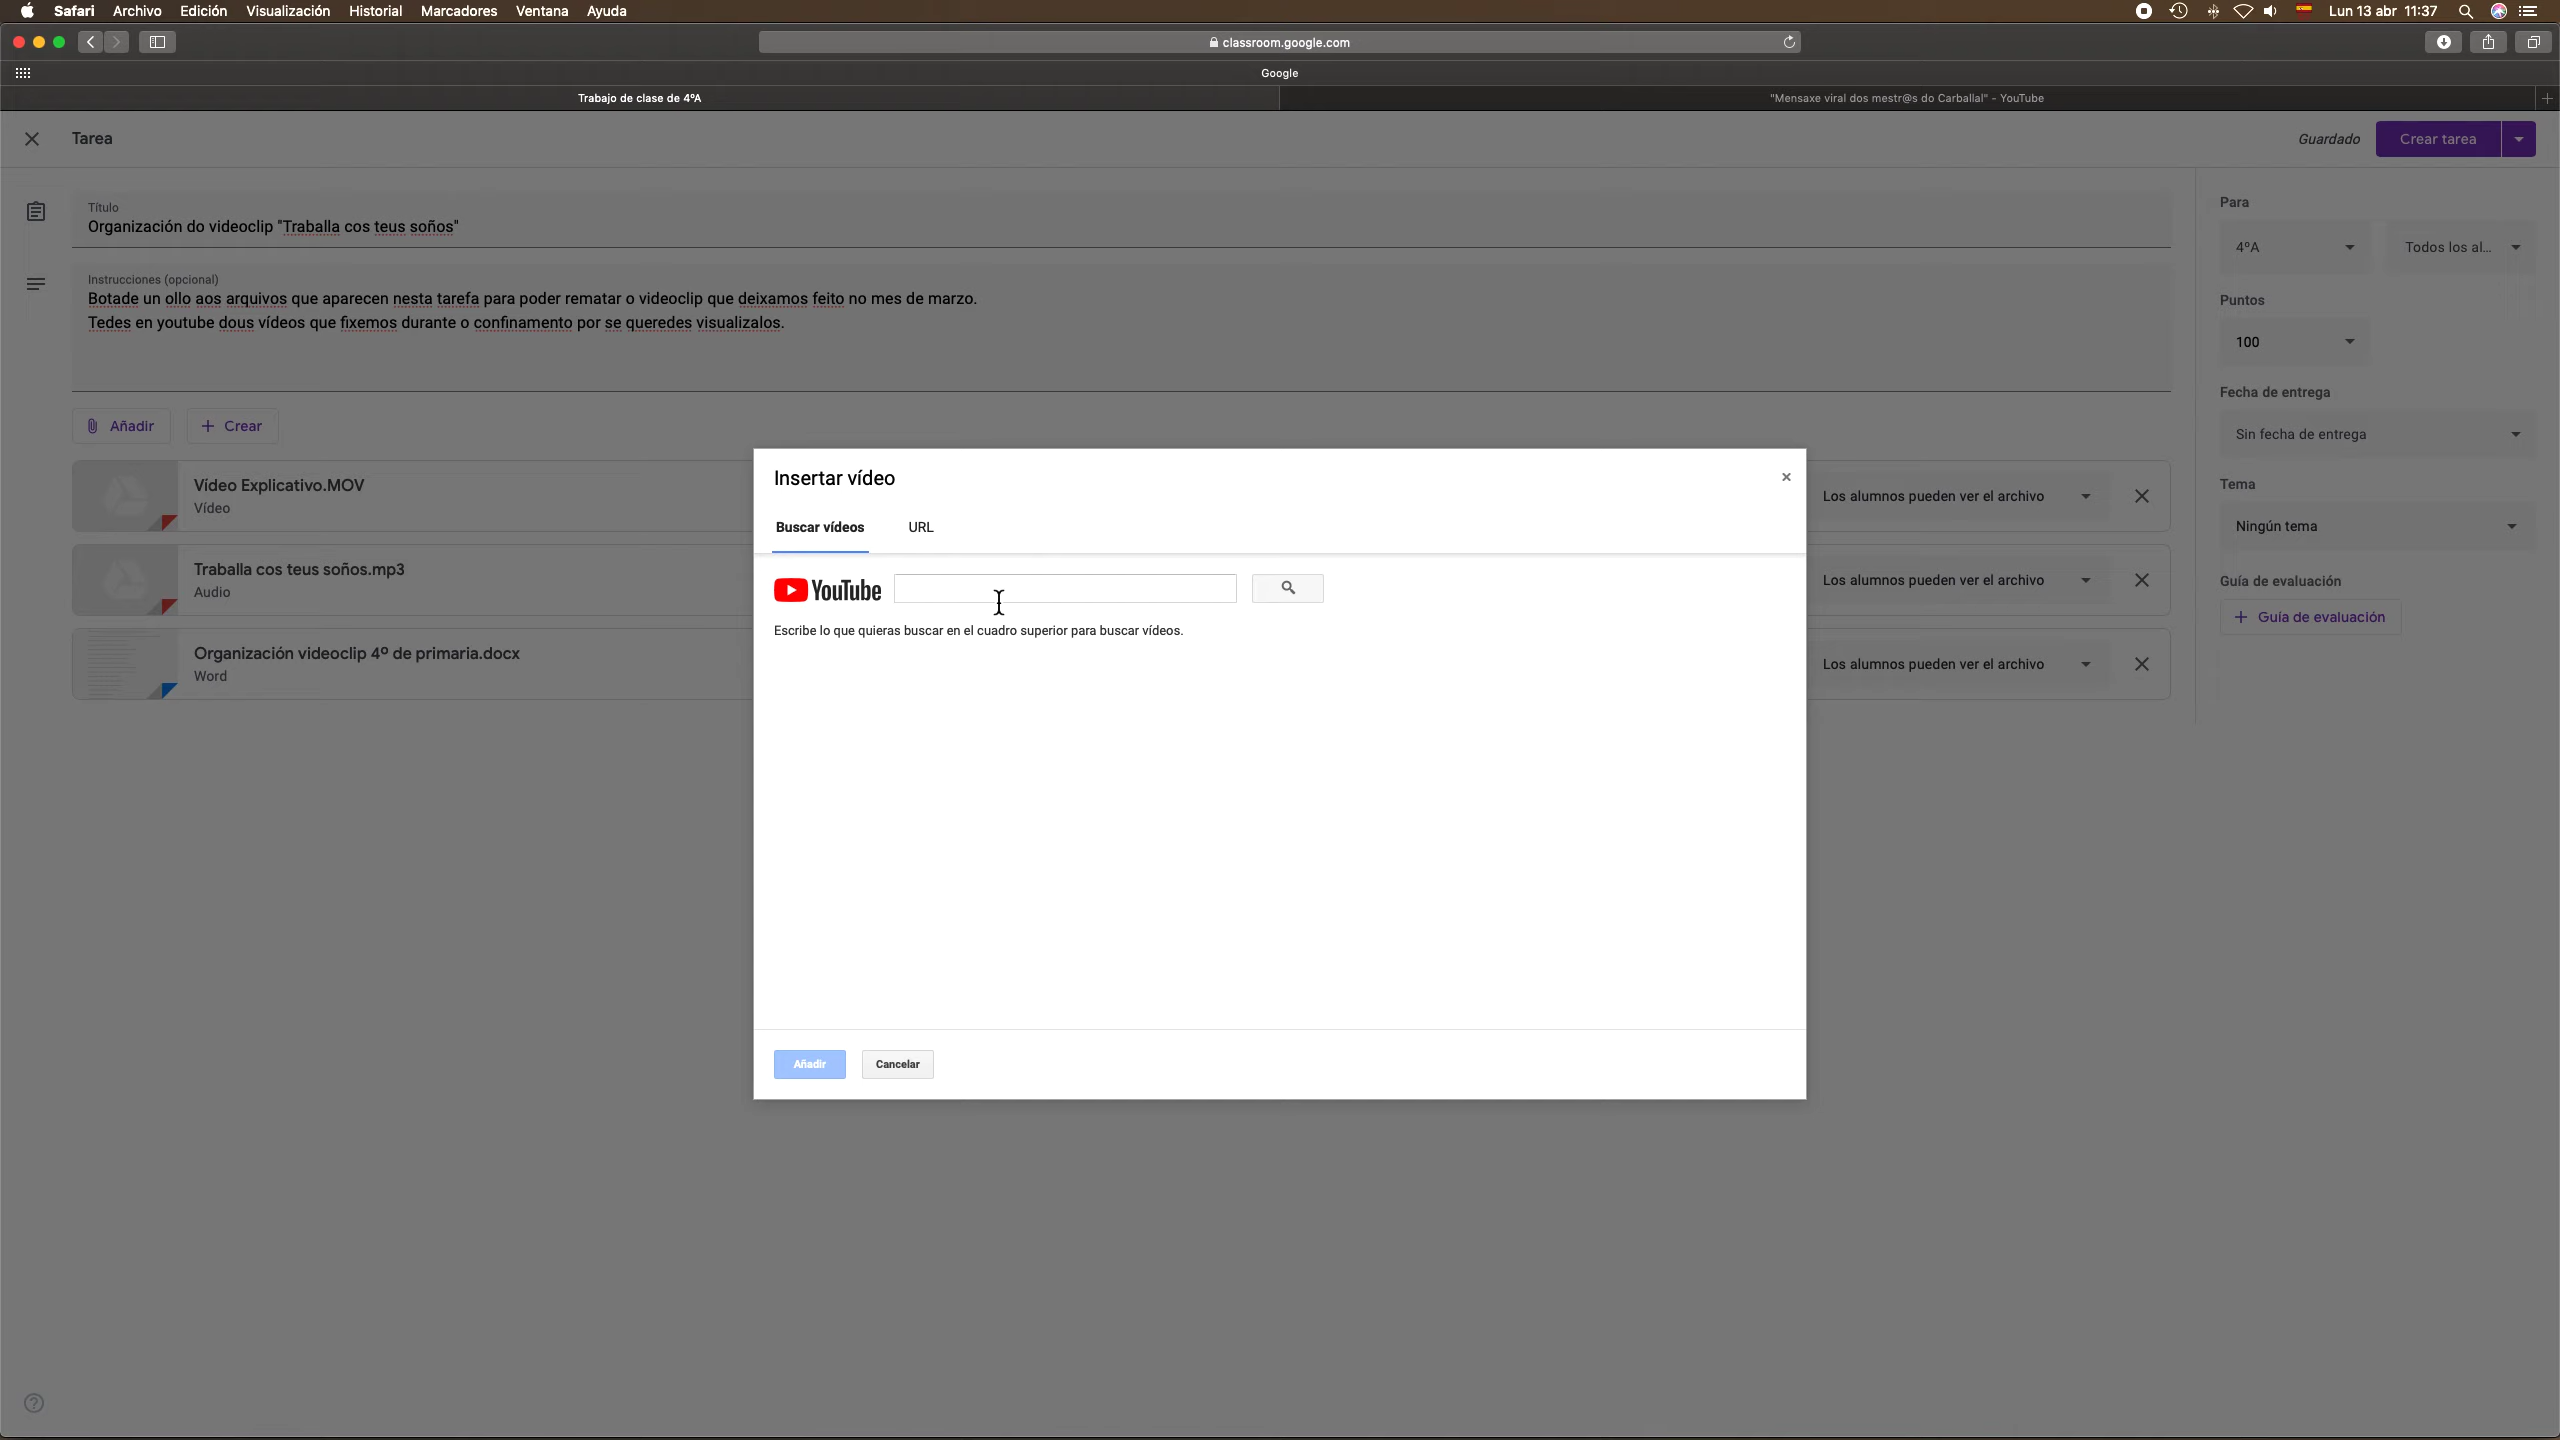 Safari Archivo Edición Visualización Historial Marcadores Ventana Ayuda
Lun 13 abr 11:37
classroom.google.com
Google
Trabajo de clase de 4ºA
"Mensaxe viral dos mestr@s do Carballal" - YouTube
Tarea
Guardado
Crear tarea
Título
Organización do videoclip "Traballa cos teus soños"
Instrucciones (opcional)
Botade un ollo aos arquivos que aparecen nesta tarefa para poder rematar o videoclip que deixamos feito no mes de marzo.
Tedes en youtube dous vídeos que fixemos durante o confinamento por se queredes visualizalos.
Añadir
Crear
Vídeo Explicativo.MOV
Vídeo
Los alumnos pueden ver el archivo
Traballa cos teus soños.mp3
Audio
Los alumnos pueden ver el archivo
Organización videoclip 4º de primaria.docx
Word
Los alumnos pueden ver el archivo
Insertar vídeo
Buscar vídeos
URL
YouTube
Escribe lo que quieras buscar en el cuadro superior para buscar vídeos.
Añadir
Cancelar
Para
4ºA
Todos los al...
Puntos
100
Fecha de entrega
Sin fecha de entrega
Tema
Ningún tema
Guía de evaluación
Guía de evaluación